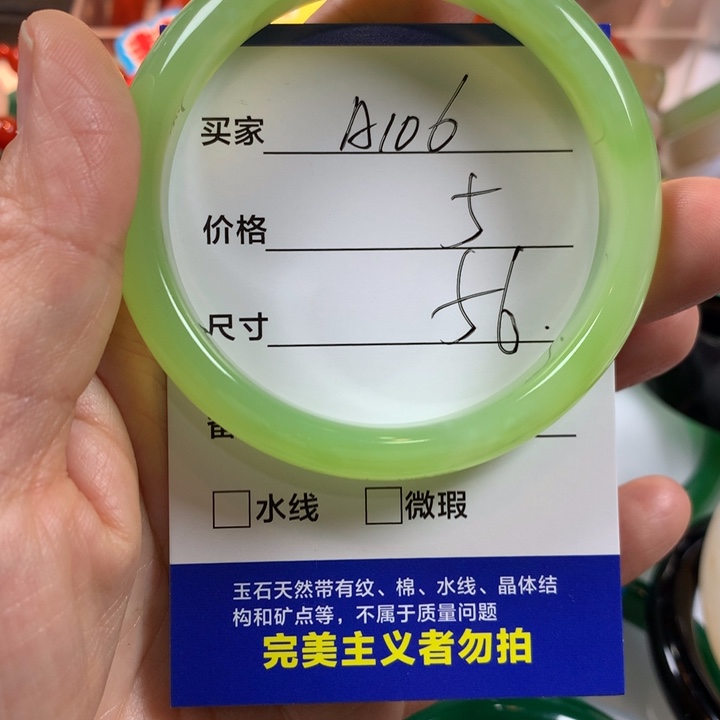 买家 A106
价格 5
尺寸 56.
水线 微瑕
玉石天然带有纹、棉、水线、晶体结
构和矿点等，不属于质量问题
完美主义者勿拍